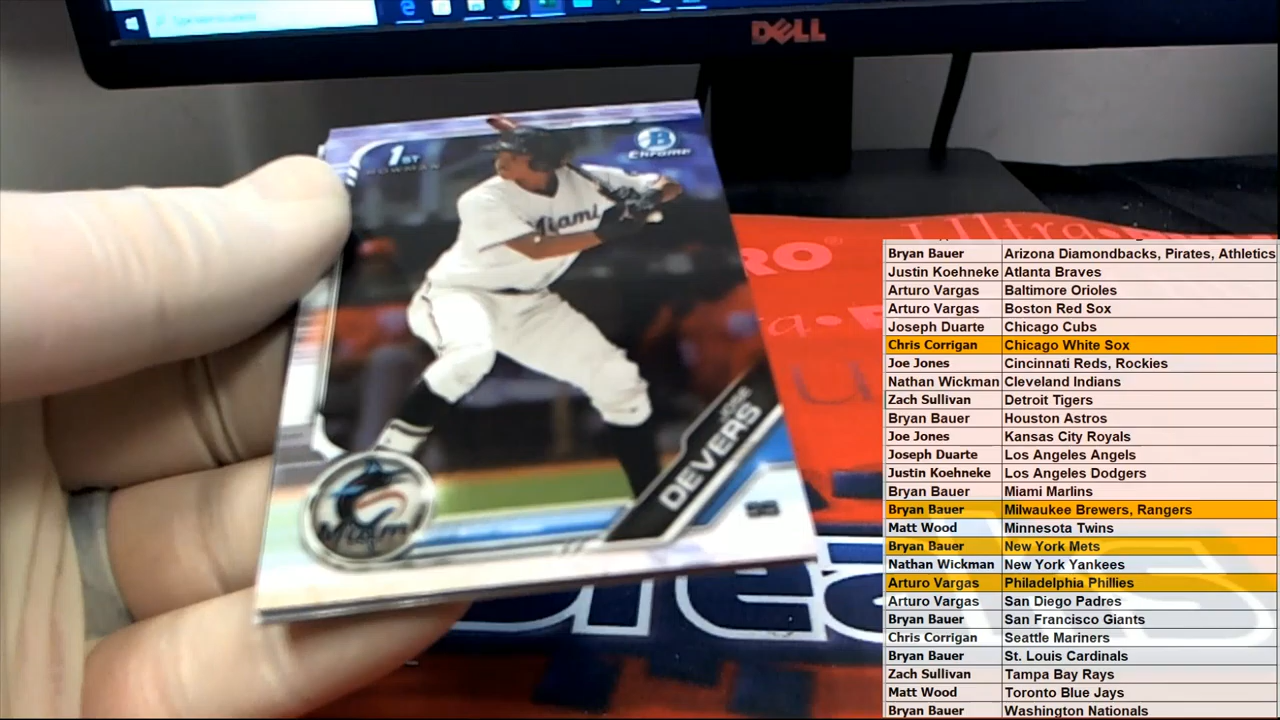 DELL
1ST
BOWMAN
B
Chrome
Miami
JOSE
DEVERS
SS
Miami
RO®
Ultra
Bryan Bauer Arizona Diamondbacks, Pirates, Athletics
Justin Koehneke Atlanta Braves
Arturo Vargas Baltimore Orioles
Arturo Vargas Boston Red Sox
Joseph Duarte Chicago Cubs
Chris Corrigan Chicago White Sox
Joe Jones Cincinnati Reds, Rockies
Nathan Wickman Cleveland Indians
Zach Sullivan Detroit Tigers
Bryan Bauer Houston Astros
Joe Jones Kansas City Royals
Joseph Duarte Los Angeles Angels
Justin Koehneke Los Angeles Dodgers
Bryan Bauer Miami Marlins
Bryan Bauer Milwaukee Brewers, Rangers
Matt Wood Minnesota Twins
Bryan Bauer New York Mets
Nathan Wickman New York Yankees
Arturo Vargas Philadelphia Phillies
Arturo Vargas San Diego Padres
Bryan Bauer San Francisco Giants
Chris Corrigan Seattle Mariners
Bryan Bauer St. Louis Cardinals
Zach Sullivan Tampa Bay Rays
Matt Wood Toronto Blue Jays
Bryan Bauer Washington Nationals